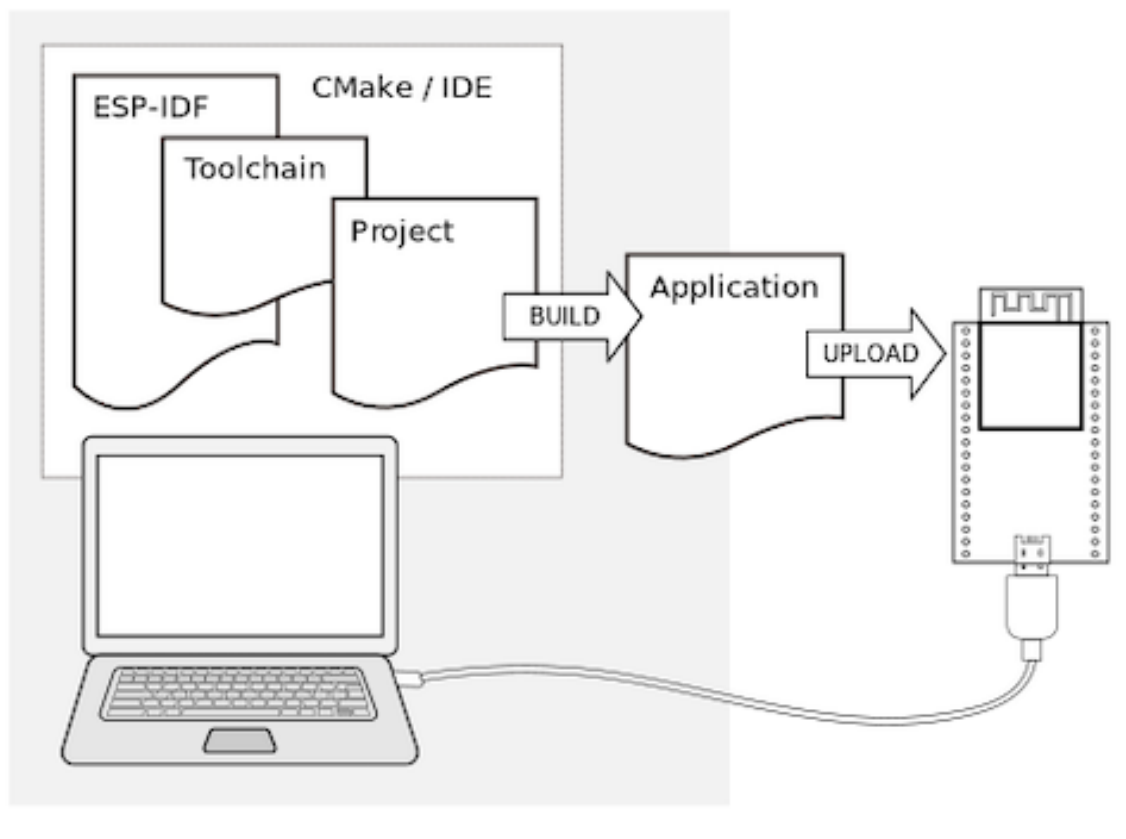 CMake / IDE
ESP-IDF
Toolchain
Project
BUILD
Application
UPLOAD